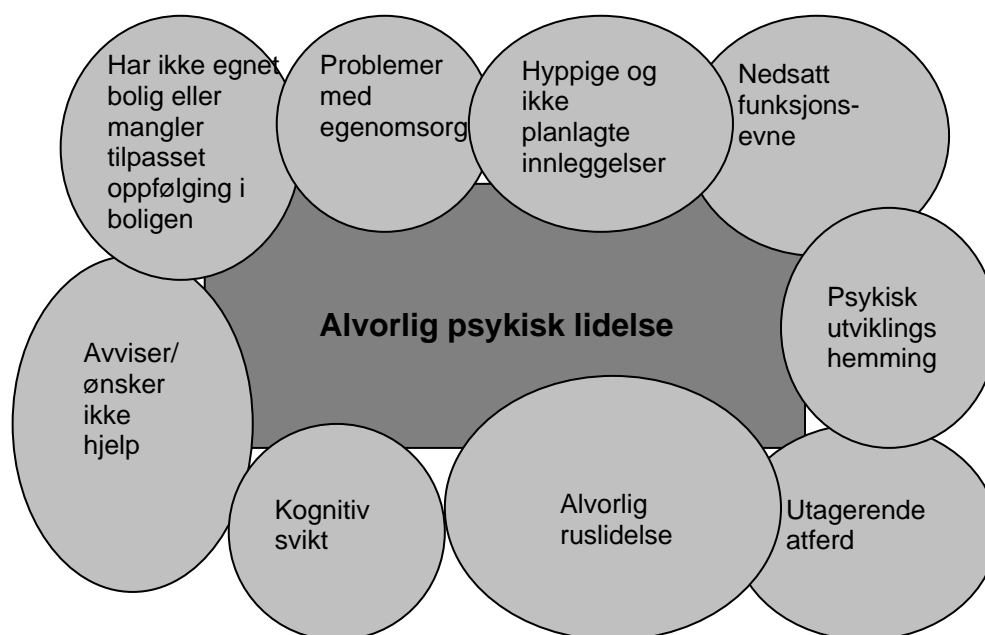 Har ikke egnet
bolig eller
mangler
tilpasset
oppfølging i
boligen
Problemer
med
egenomsorg
Hyppige og
ikke
planlagte
innleggelser
Nedsatt
funksjons-
evne
Alvorlig psykisk lidelse
Psykisk
utviklings
hemming
Avviser/
ønsker
ikke
hjelp
Kognitiv
svikt
Alvorlig
ruslidelse
Utagerende
atferd